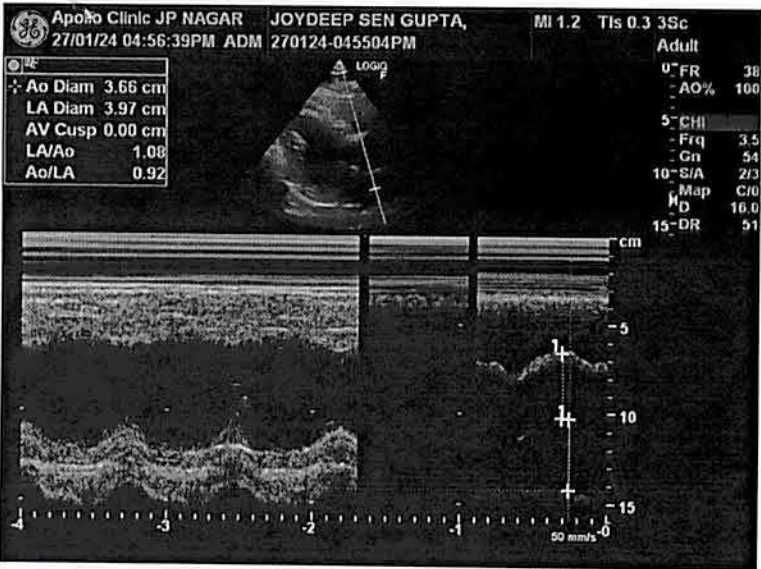 Apollo Clinic JP NAGAR JOYDEEP SEN GUPTA, MI 1.2 TIs 0.3 3Sc
27/01/24 04:56:39PM ADM 270124-045504PM Adult
Ao Diam 3.66 cm
LA Diam 3.97 cm
AV Cusp 0.00 cm
LA/Ao 1.08
Ao/LA 0.92
LOGIQ
F
0 FR 38
AO% 100
5 CHI
Frq 3.5
Gn 54
10 S/A 2/3
Map C/0
D 16.0
15 DR 51
cm
5
1
1
10
15
-4 -3 -2 -1 -0
50 mm/s